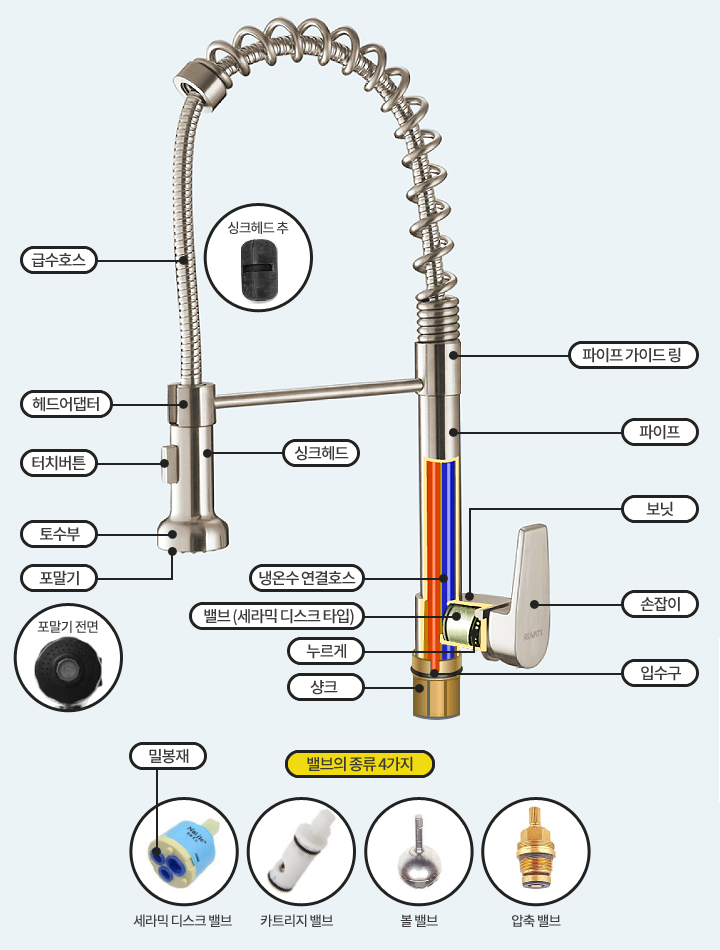 싱크헤드 추
급수호스
파이프 가이드 링
헤드어댑터
파이프
싱크헤드
터치버튼
보닛
토수부
포말기
냉온수 연결호스
손잡이
밸브 (세라믹 디스크 타입)
포말기 전면
누르게
입수구
샹크
밀봉재
밸브의 종류 4가지
세라믹 디스크 밸브
카트리지 밸브
볼 밸브
압축 밸브